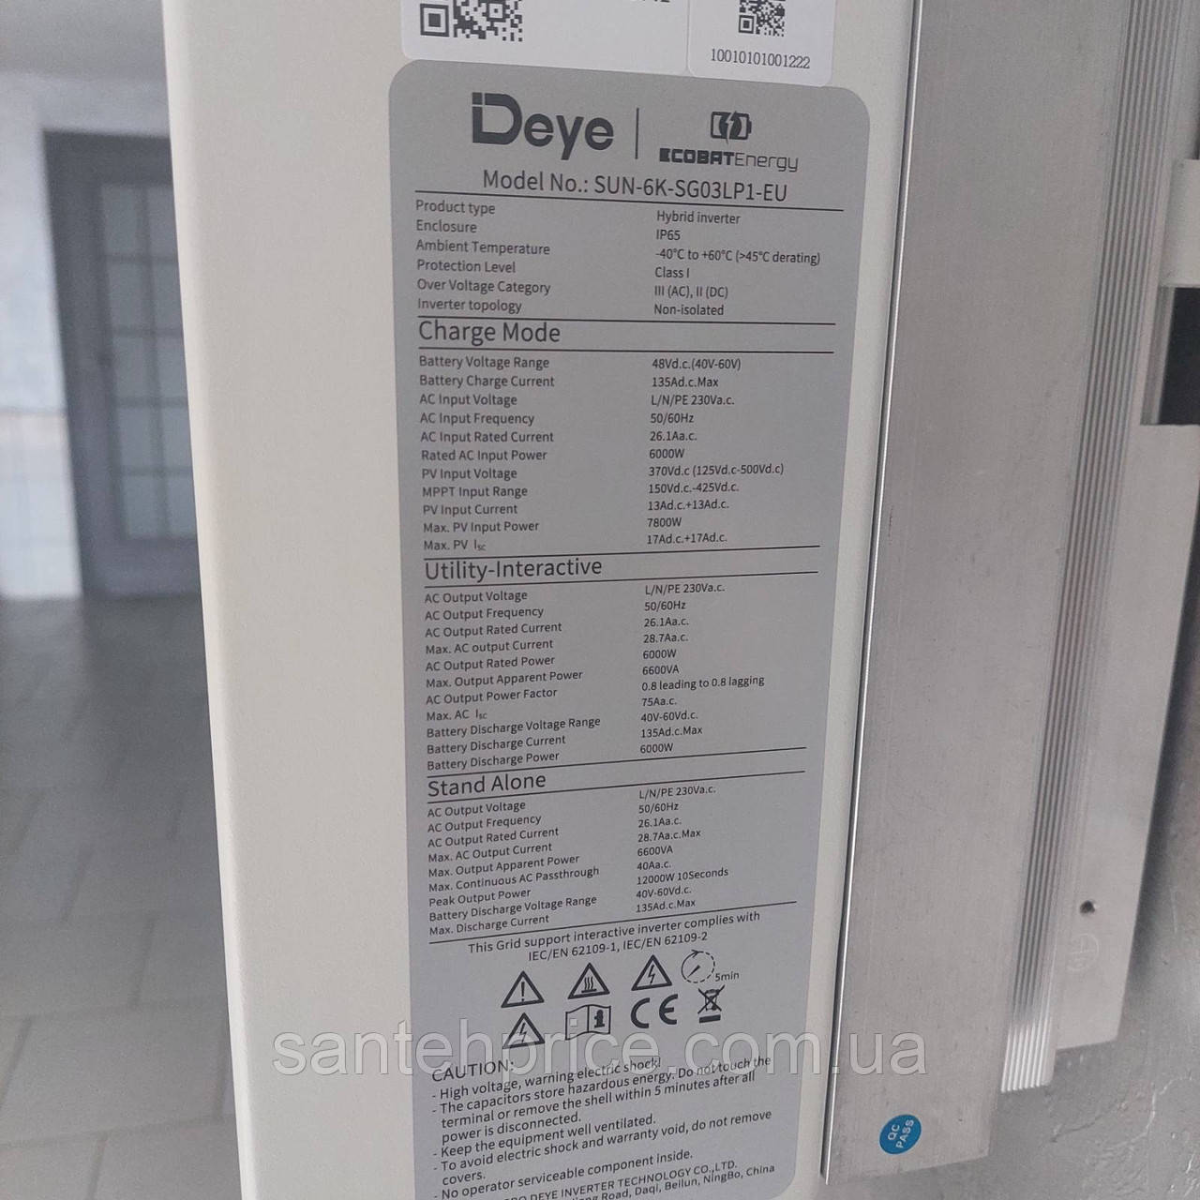 10010101001222
Deye | ECOBATEnergy
Model No.: SUN-6K-SG03LP1-EU
Product type Hybrid inverter
Enclosure IP65
Ambient Temperature -40℃ to +60℃ (>45℃ derating)
Protection Level Class I
Over Voltage Category III (AC), II (DC)
Inverter topology Non-isolated
Charge Mode
Battery Voltage Range 48Vd.c.(40V-60V)
Battery Charge Current 135Ad.c.Max
AC Input Voltage L/N/PE 230Va.c.
AC Input Frequency 50/60Hz
AC Input Rated Current 26.1Aa.c.
Rated AC Input Power 6000W
PV Input Voltage 370Vd.c (125Vd.c-500Vd.c)
MPPT Input Range 150Vd.c.-425Vd.c.
PV Input Current 13Ad.c.+13Ad.c.
Max. PV Input Power 7800W
Max. PV Isc 17Ad.c.+17Ad.c.
Utility-Interactive
AC Output Voltage L/N/PE 230Va.c.
AC Output Frequency 50/60Hz
AC Output Rated Current 26.1Aa.c.
Max. AC output Current 28.7Aa.c.
AC Output Rated Power 6000W
Max. Output Apparent Power 6600VA
AC Output Power Factor 0.8 leading to 0.8 lagging
Max. AC Isc 75Aa.c.
Battery Discharge Voltage Range 40V-60Vd.c.
Battery Discharge Current 135Ad.c.Max
Battery Discharge Power 6000W
Stand Alone
AC Output Voltage L/N/PE 230Va.c.
AC Output Frequency 50/60Hz
AC Output Rated Current 26.1Aa.c.
Max. AC Output Current 28.7Aa.c.Max
Max. Output Apparent Power 6600VA
Max. Continuous AC Passthrough 40Aa.c.
Peak Output Power 12000W 10Seconds
Battery Discharge Voltage Range 40V-60Vd.c.
Max. Discharge Current 135Ad.c.Max
This Grid support interactive inverter complies with
IEC/EN 62109-1, IEC/EN 62109-2
5min
CE
santehprice.com.ua
CAUTION:
- High voltage, warning electric shock!
- The capacitors store hazardous energy. Do not touch the
terminal or remove the shell within 5 minutes after all
power is disconnected.
- Keep the equipment well ventilated.
- To avoid electric shock and warranty void, do not remove
covers.
- No operator serviceable component inside.
DEYE INVERTER TECHNOLOGY CO.,LTD.
Road, Daqi, Beilun, NingBo, China
QC
PASS